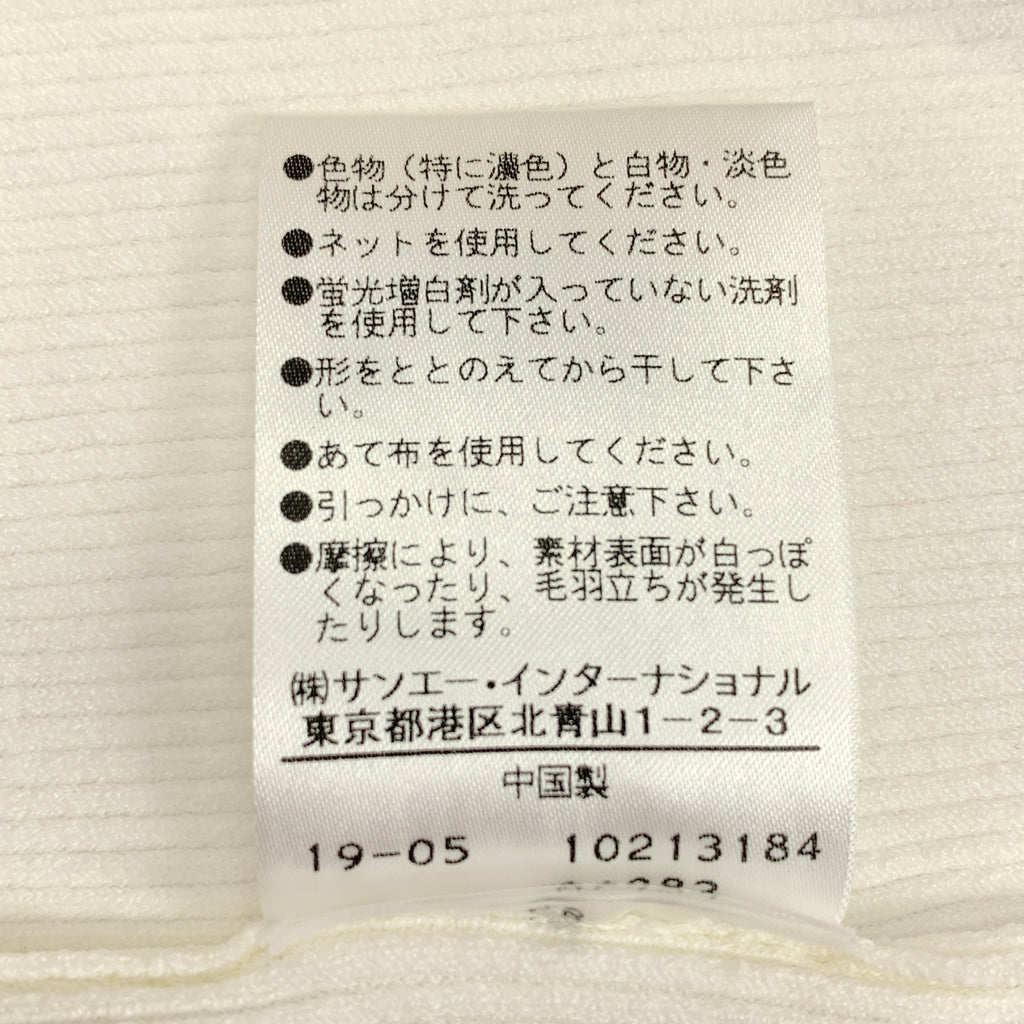 ●色物（特に濃色）と白物・淡色
物は分けて洗ってください。
●ネットを使用してください。
●蛍光増白剤が入っていない洗剤
を使用して下さい。
●形をととのえてから干して下さ
い。
●あて布を使用してください。
●引っかけに、ご注意下さい。
●摩擦により、素材表面が白っぽ
くなったり、毛羽立ちが発生し
たりします。
㈱サンエー・インターナショナル
東京都港区北青山1-2-3
中国製
19-05 10213184